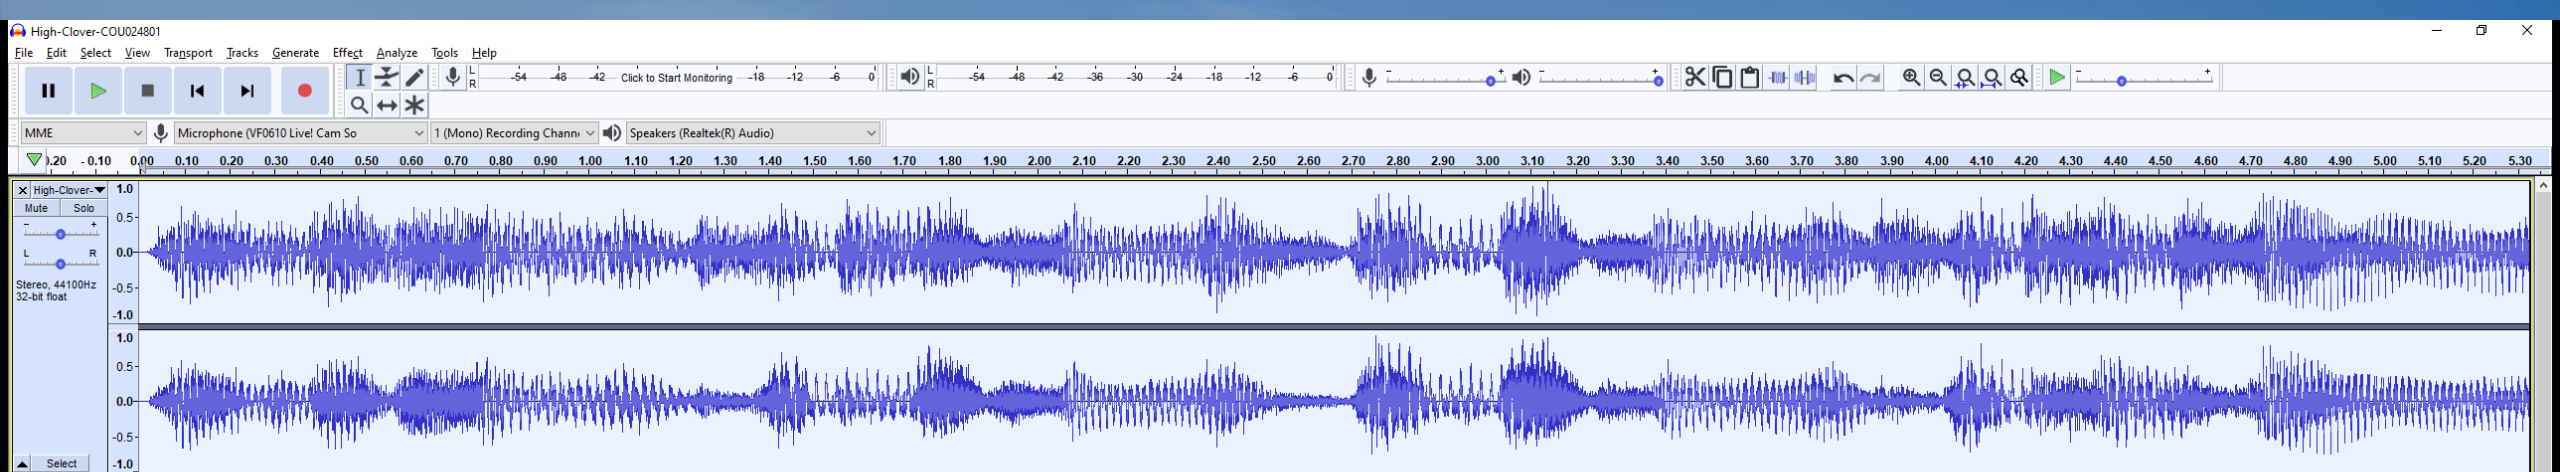 High-Clover-COU024801
File Edit Select View Transport Tracks Generate Effect Analyze Tools Help
L R -54 -48 -42 Click to Start Monitoring -18 -12 -6 0 L R -54 -48 -42 -36 -30 -24 -18 -12 -6 0 - + - + - +
MME Microphone (VF0610 Live! Cam So 1 (Mono) Recording Chann Speakers (Realtek(R) Audio)
0.20 - 0.10 0.00 0.10 0.20 0.30 0.40 0.50 0.60 0.70 0.80 0.90 1.00 1.10 1.20 1.30 1.40 1.50 1.60 1.70 1.80 1.90 2.00 2.10 2.20 2.30 2.40 2.50 2.60 2.70 2.80 2.90 3.00 3.10 3.20 3.30 3.40 3.50 3.60 3.70 3.80 3.90 4.00 4.10 4.20 4.30 4.40 4.50 4.60 4.70 4.80 4.90 5.00 5.10 5.20 5.30
High-Clover- 1.0
Mute Solo
- + 0.5
L R 0.0
Stereo, 44100Hz -0.5
32-bit float
-1.0
1.0
0.5
0.0
-0.5
Select -1.0